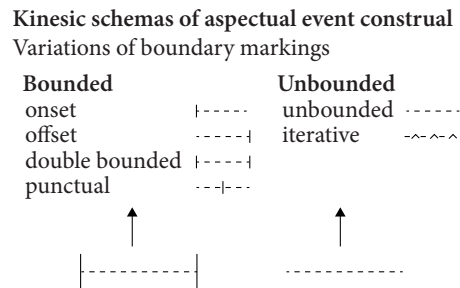 Kinesic schemas of aspectual event construal
Variations of boundary markings
Bounded Unbounded
onset unbounded
offset iterative
double bounded
punctual